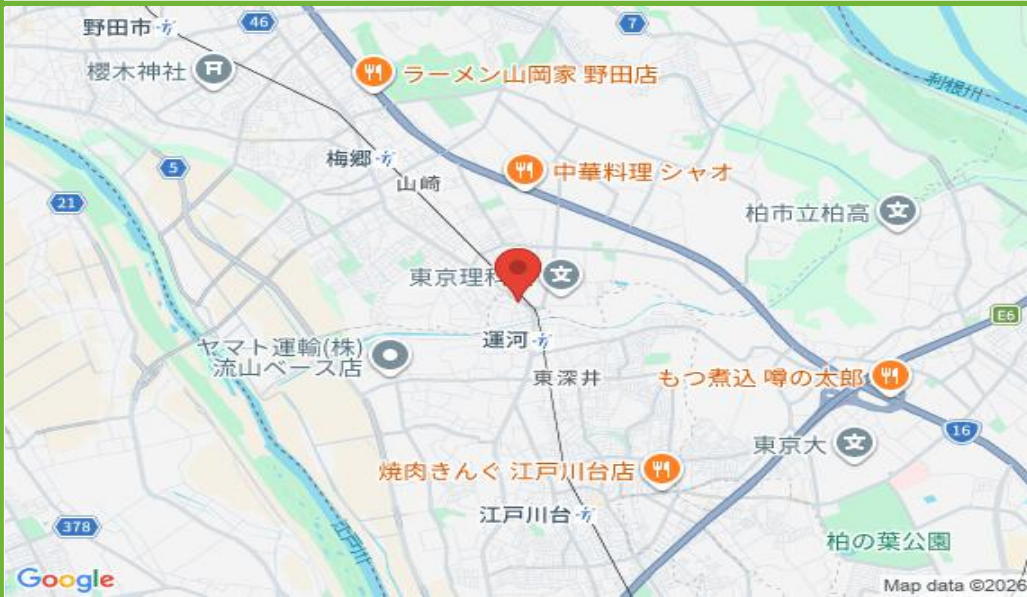 野田市
46
7
櫻木神社
ラーメン山岡家 野田店
利根川
梅郷
5
山崎
中華料理 シャオ
21
柏市立柏高
東京理科
E6
運河
ヤマト運輸(株)
流山ベース店
東深井
もつ煮込 噂の太郎
16
東京大
焼肉きんぐ 江戸川台店
378
江戸川台
江戸川
柏の葉公園
Google
Map data ©2026